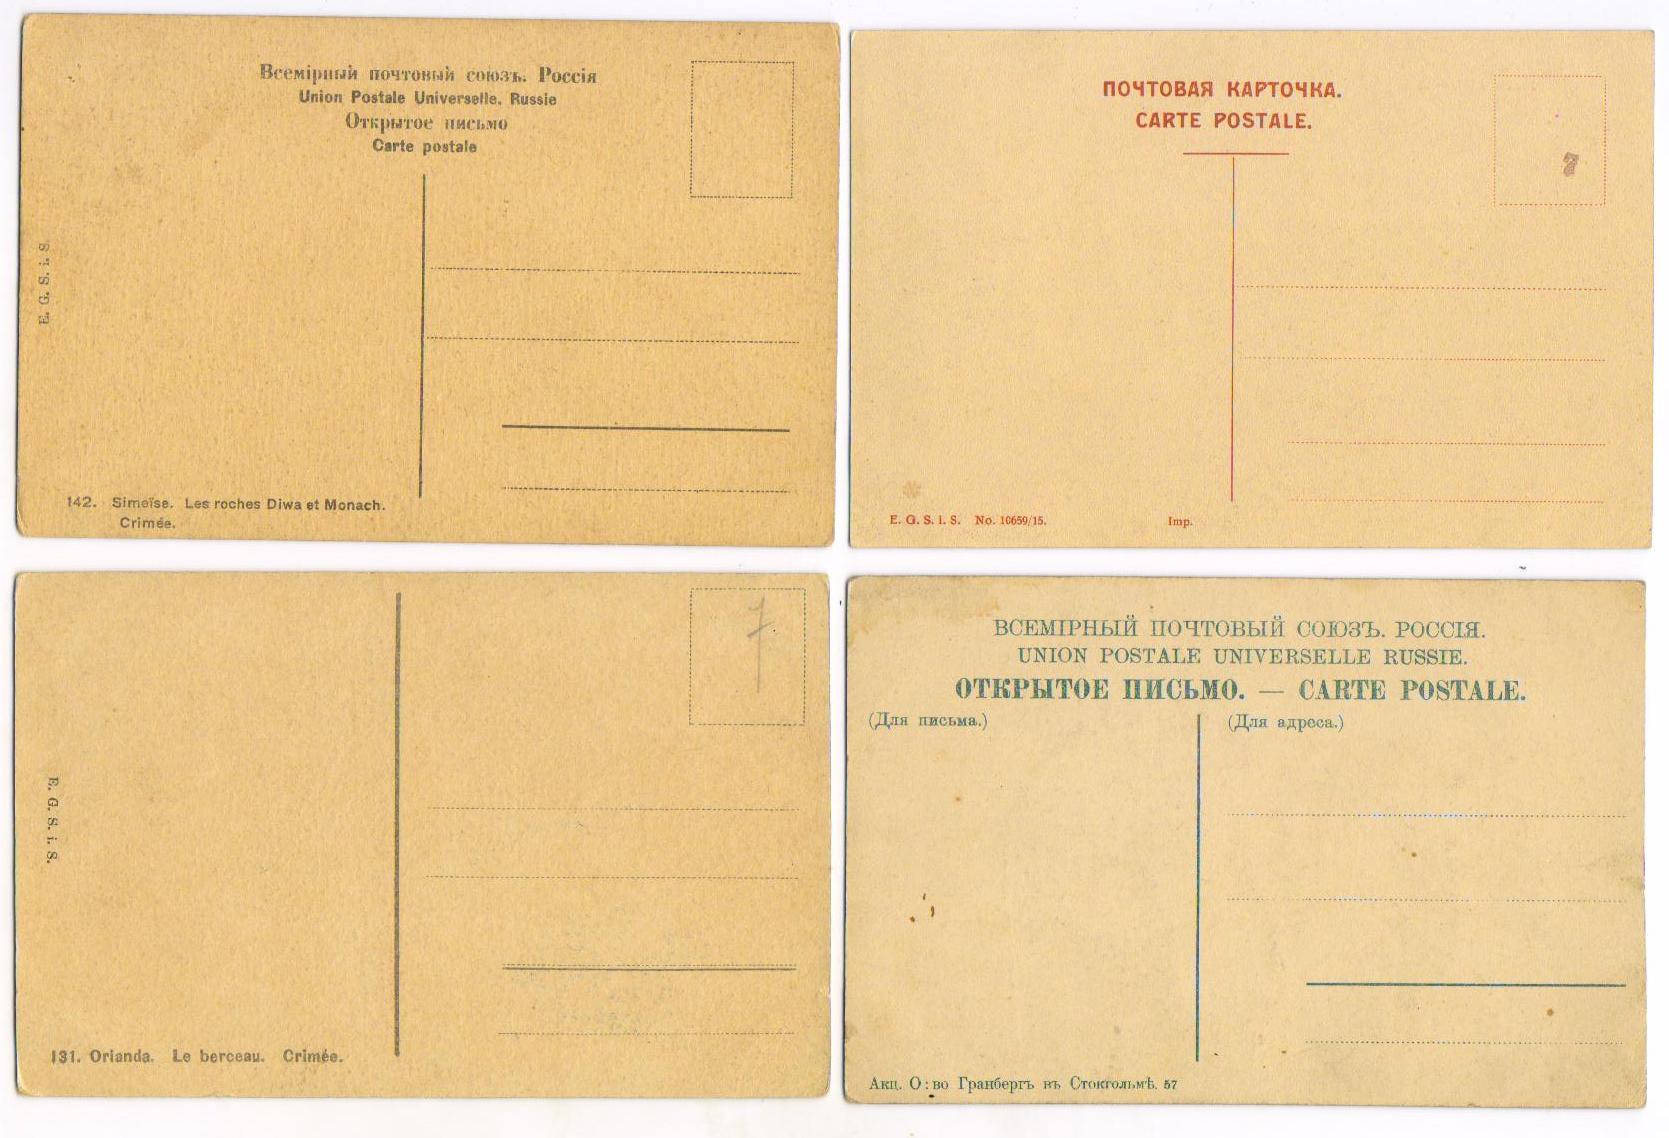 Всемірный почтовый союзъ. Россія
Union Postale Universelle. Russie
Открытое письмо
Carte postale
E. G. S. i. S.
142. Simeïse. Les roches Diwa et Monach.
Crimée.
ПОЧТОВАЯ КАРТОЧКА.
CARTE POSTALE.
7
E. G. S. i. S. No. 10659/15. Imp.
7
E. G. S. i. S.
131. Orianda. Le berceau. Crimée.
ВСЕМІРНЫЙ ПОЧТОВЫЙ СОЮЗЪ. РОССІЯ.
UNION POSTALE UNIVERSELLE RUSSIE.
ОТКРЫТОЕ ПИСЬМО. — CARTE POSTALE.
(Для письма.) (Для адреса.)
Акц. О:во Гранбергъ въ Стокгольмѣ. 57